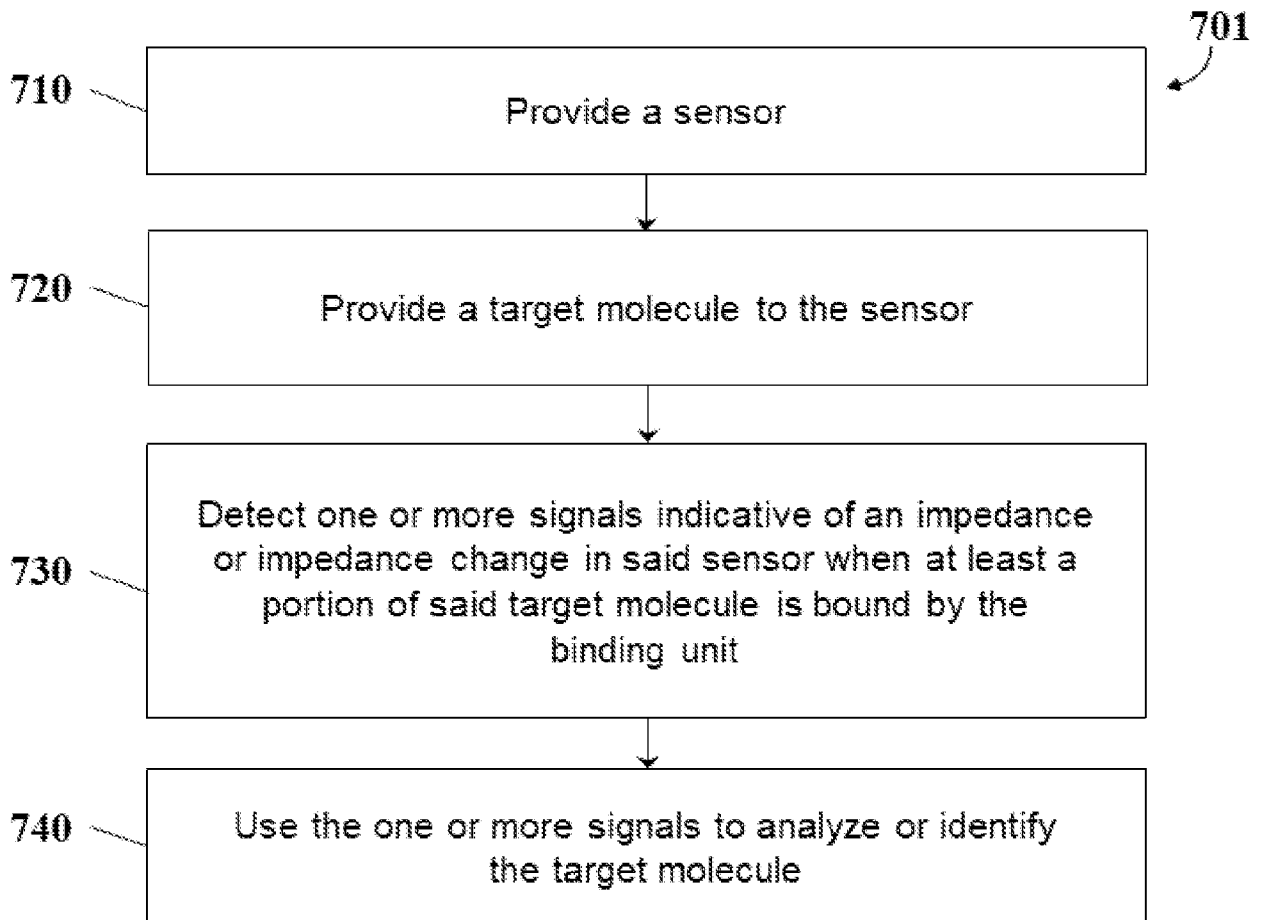 701
710
Provide a sensor
720
Provide a target molecule to the sensor
730
Detect one or more signals indicative of an impedance
or impedance change in said sensor when at least a
portion of said target molecule is bound by the
binding unit
740
Use the one or more signals to analyze or identify
the target molecule